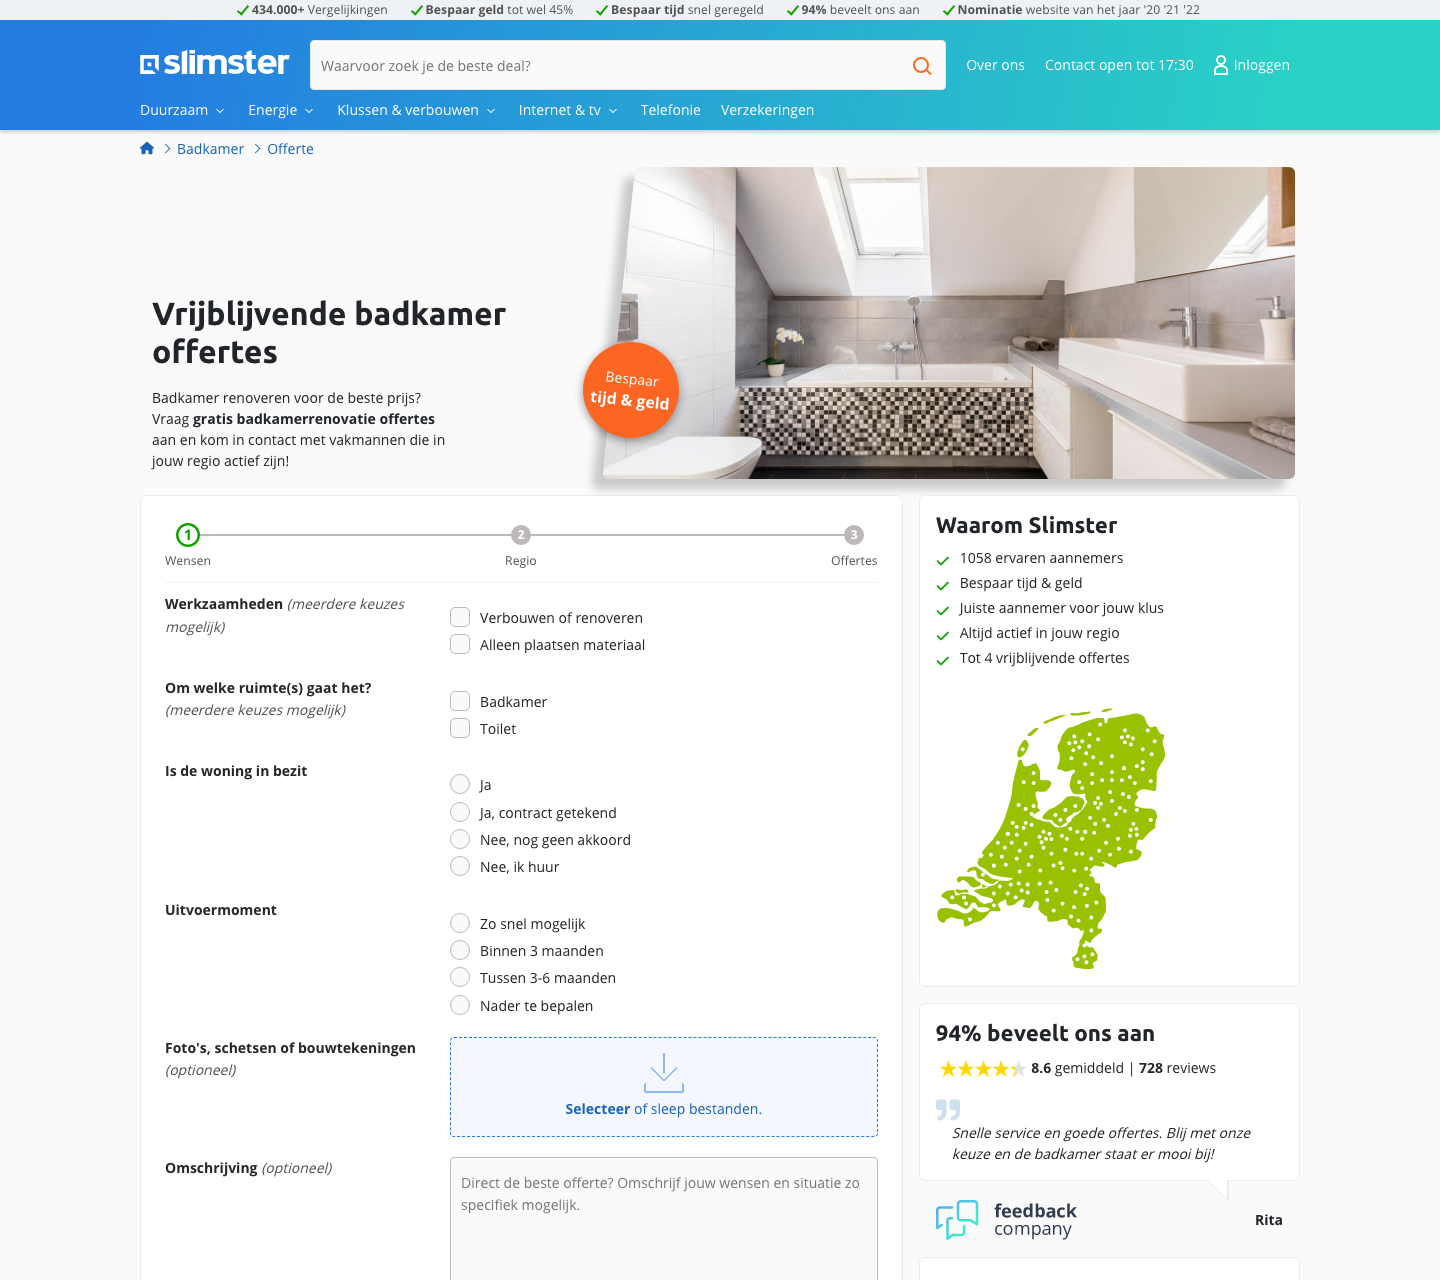 434.000+ Vergelijkingen Bespaar geld tot wel 45% Bespaar tijd snel geregeld 94% beveelt ons aan Nominatie website van het jaar '20 '21 '22
slimster
Waarvoor zoek je de beste deal?
Over ons Contact open tot 17:30 Inloggen
Duurzaam Energie Klussen & verbouwen Internet & tv Telefonie Verzekeringen
Badkamer Offerte
Vrijblijvende badkamer
offertes
Badkamer renoveren voor de beste prijs?
Vraag gratis badkamerrenovatie offertes
aan en kom in contact met vakmannen die in
jouw regio actief zijn!
Bespaar
tijd & geld
1 2 3
Wensen Regio Offertes
Werkzaamheden (meerdere keuzes
mogelijk)
Verbouwen of renoveren
Alleen plaatsen materiaal
Om welke ruimte(s) gaat het?
(meerdere keuzes mogelijk)
Badkamer
Toilet
Is de woning in bezit
Ja
Ja, contract getekend
Nee, nog geen akkoord
Nee, ik huur
Uitvoermoment
Zo snel mogelijk
Binnen 3 maanden
Tussen 3-6 maanden
Nader te bepalen
Foto's, schetsen of bouwtekeningen
(optioneel)
Selecteer of sleep bestanden.
Omschrijving (optioneel)
Direct de beste offerte? Omschrijf jouw wensen en situatie zo
specifiek mogelijk.
Waarom Slimster
1058 ervaren aannemers
Bespaar tijd & geld
Juiste aannemer voor jouw klus
Altijd actief in jouw regio
Tot 4 vrijblijvende offertes
94% beveelt ons aan
8.6 gemiddeld | 728 reviews
Snelle service en goede offertes. Blij met onze
keuze en de badkamer staat er mooi bij!
feedback
company
Rita